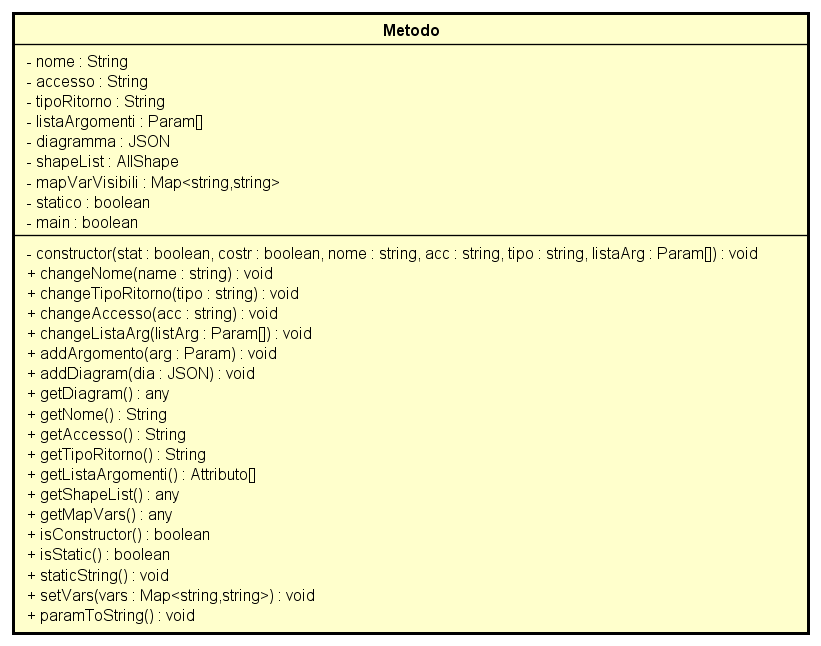 Metodo
- nome : String
- accesso : String
- tipoRitorno : String
- listaArgomenti : Param[]
- diagramma : JSON
- shapeList : AllShape
- mapVarVisibili : Map<string,string>
- statico : boolean
- main : boolean
- constructor(stat : boolean, costr : boolean, nome : string, acc : string, tipo : string, listaArg : Param[]) : void
+ changeNome(name : string) : void
+ changeTipoRitorno(tipo : string) : void
+ changeAccesso(acc : string) : void
+ changeListaArg(listArg : Param[]) : void
+ addArgomento(arg : Param) : void
+ addDiagram(dia : JSON) : void
+ getDiagram() : any
+ getNome() : String
+ getAccesso() : String
+ getTipoRitorno() : String
+ getListaArgomenti() : Attributo[]
+ getShapeList() : any
+ getMapVars() : any
+ isConstructor() : boolean
+ isStatic() : boolean
+ staticString() : void
+ setVars(vars : Map<string,string>) : void
+ paramToString() : void